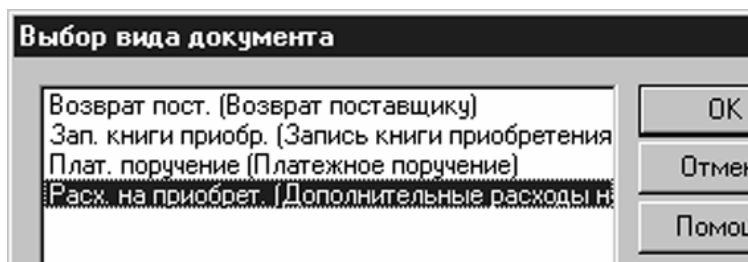 Выбор вида документа
Возврат пост. (Возврат поставщику)
Зап. книги приобр. (Запись книги приобретения
Плат. поручение (Платежное поручение)
Расх. на приобрет. (Дополнительные расходы н
OK
Отмен
Помощ